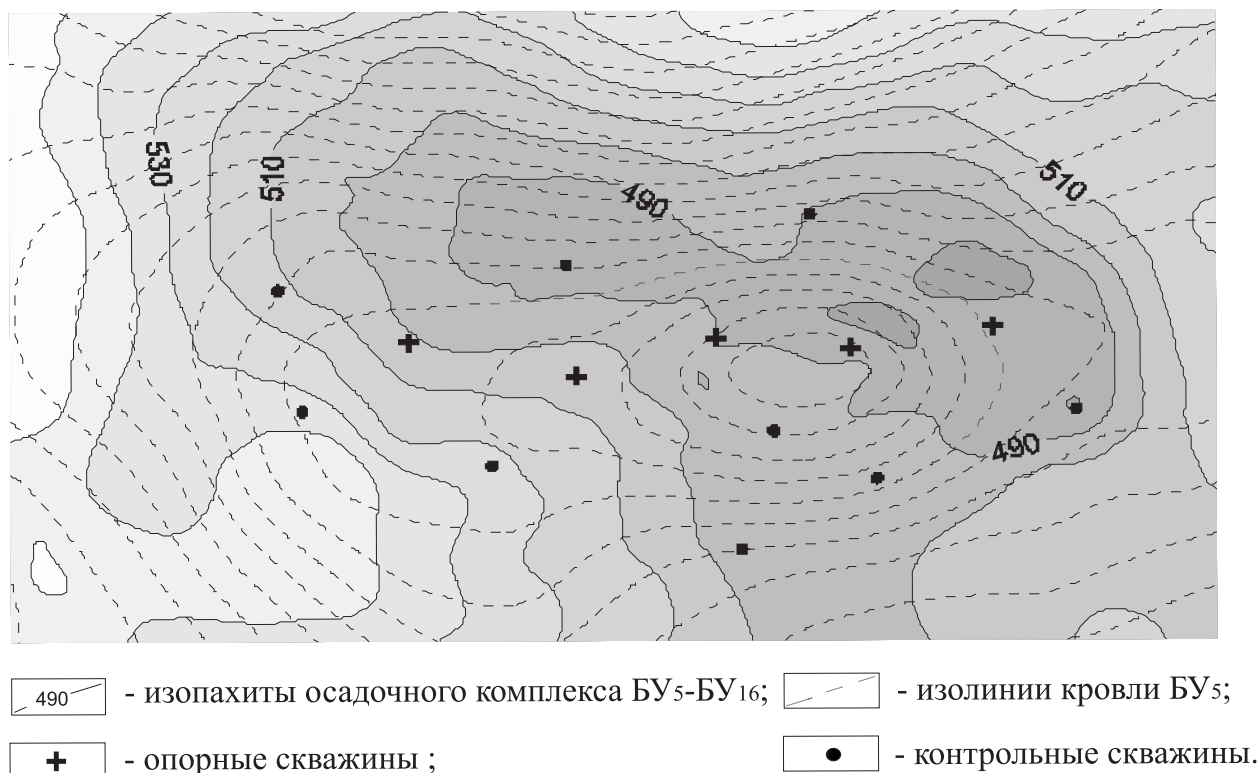 530
510
490
510
490
490 - изопахиты осадочного комплекса БУ5-БУ16;
- изолинии кровли БУ5;
- опорные скважины ;
- контрольные скважины.